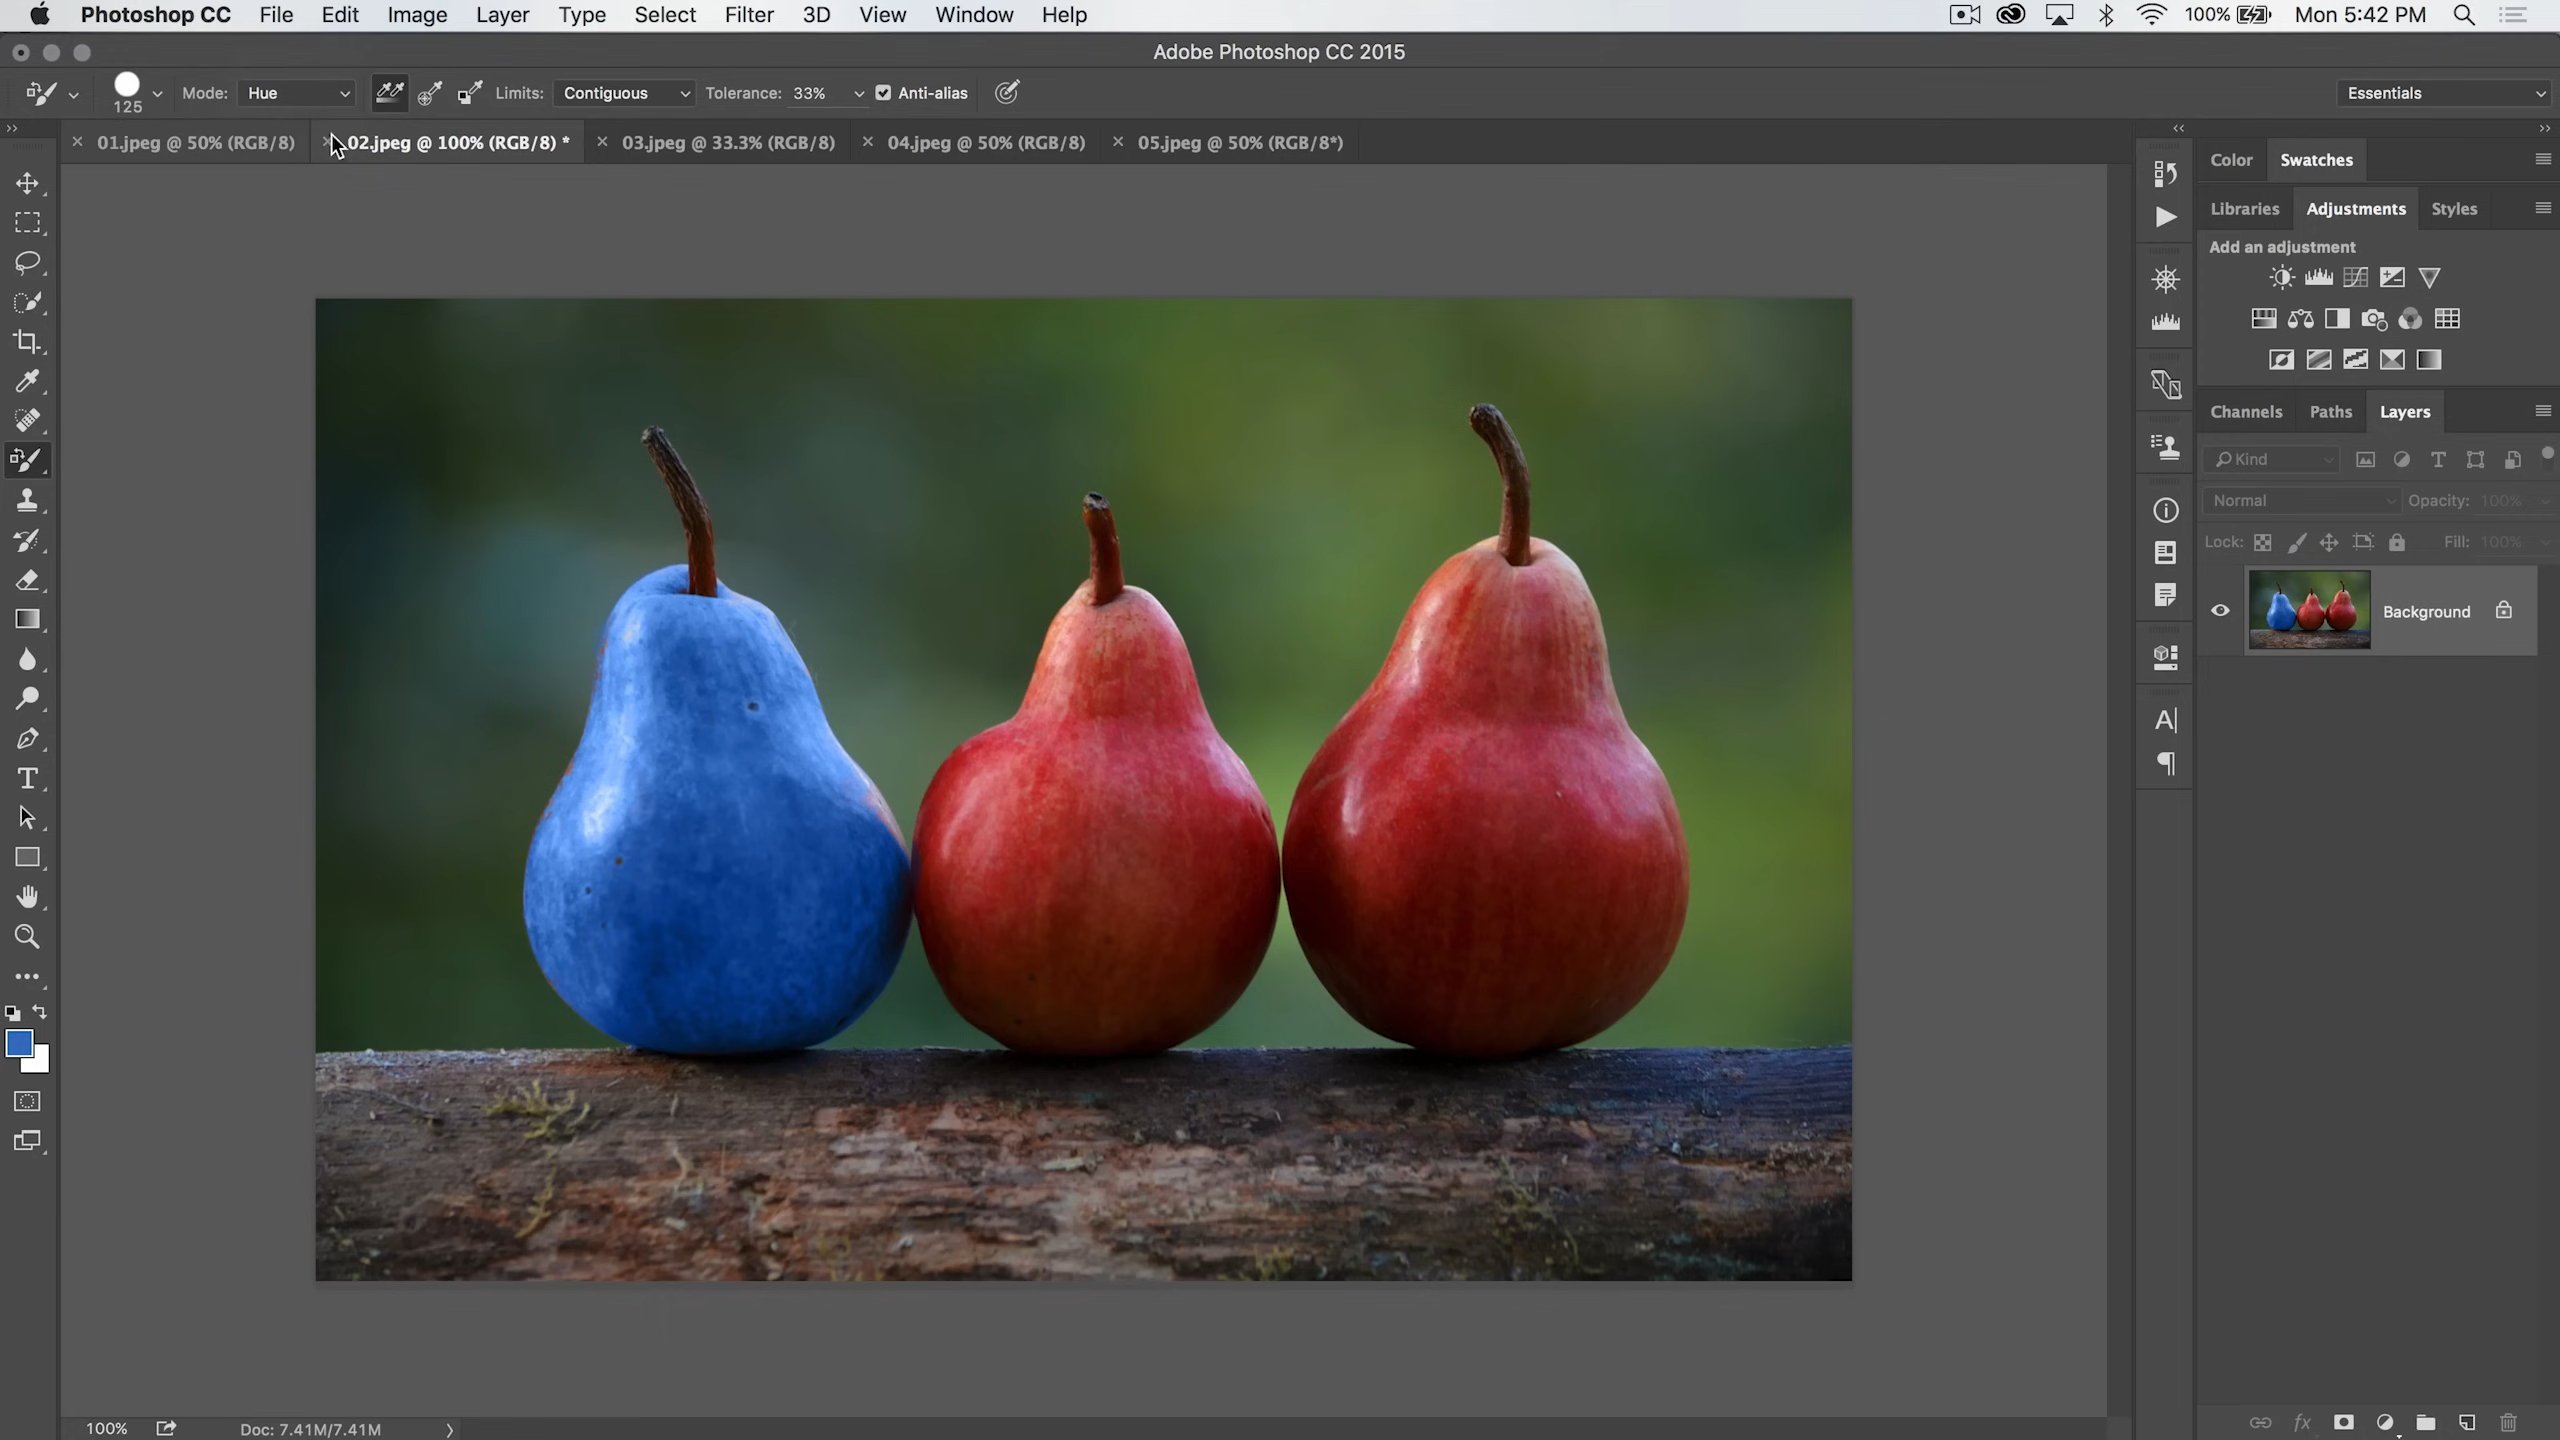 Photoshop CC File Edit Image Layer Type Select Filter 3D View Window Help 100% Mon 5:42 PM
Adobe Photoshop CC 2015
125 Mode: Hue Limits: Contiguous Tolerance: 33% Anti-alias Essentials
01.jpeg @ 50% (RGB/8) 02.jpeg @ 100% (RGB/8) * 03.jpeg @ 33.3% (RGB/8) 04.jpeg @ 50% (RGB/8) 05.jpeg @ 50% (RGB/8*)
Color Swatches
Libraries Adjustments Styles
Add an adjustment
Channels Paths Layers
Kind
Normal Opacity: 100%
Lock: Fill: 100%
Background
100% Doc: 7.41M/7.41M